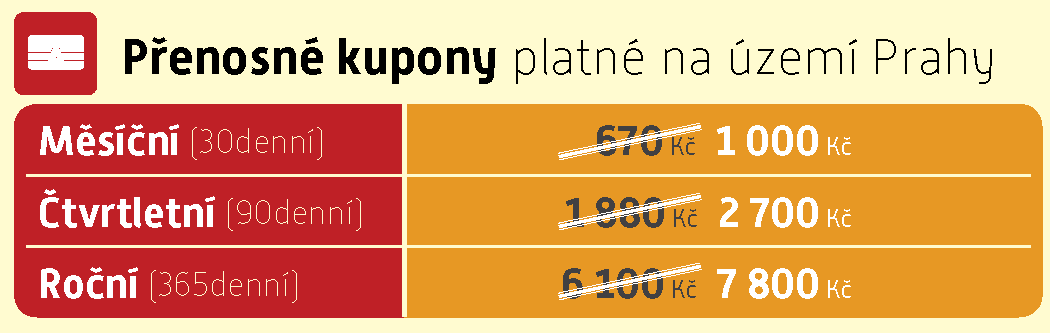 Přenosné kupony platné na území Prahy
Měsíční (30denní) 670 Kč 1 000 Kč
Čtvrtletní (90denní) 1 880 Kč 2 700 Kč
Roční (365denní) 6 100 Kč 7 800 Kč